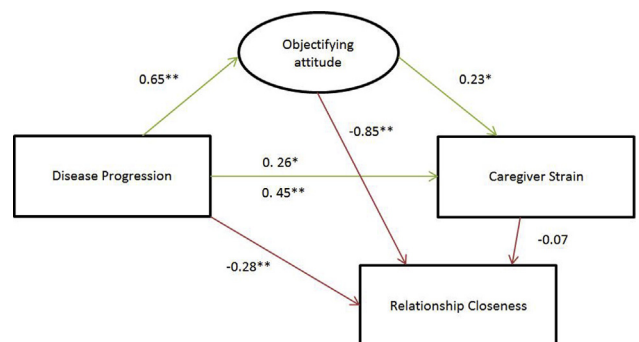 Objectifying
attitude
0.65**
0.23*
-0.85**
Disease Progression
0. 26*
0. 45**
Caregiver Strain
-0.28**
-0.07
Relationship Closeness